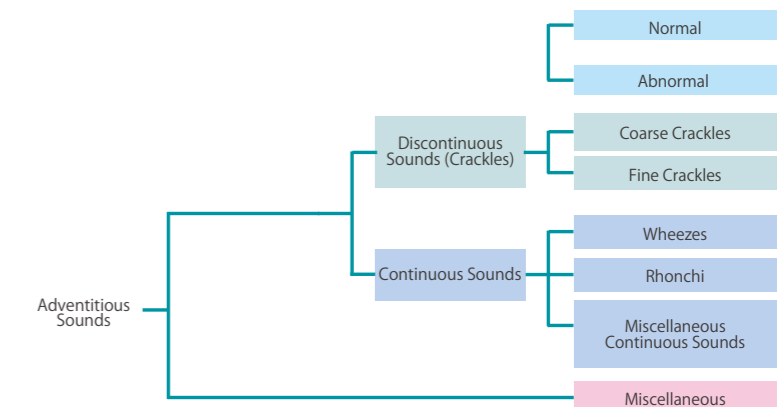 Normal
Abnormal
Discontinuous
Sounds (Crackles)
Coarse Crackles
Fine Crackles
Continuous Sounds
Wheezes
Rhonchi
Miscellaneous
Continuous Sounds
Adventitious
Sounds
Miscellaneous